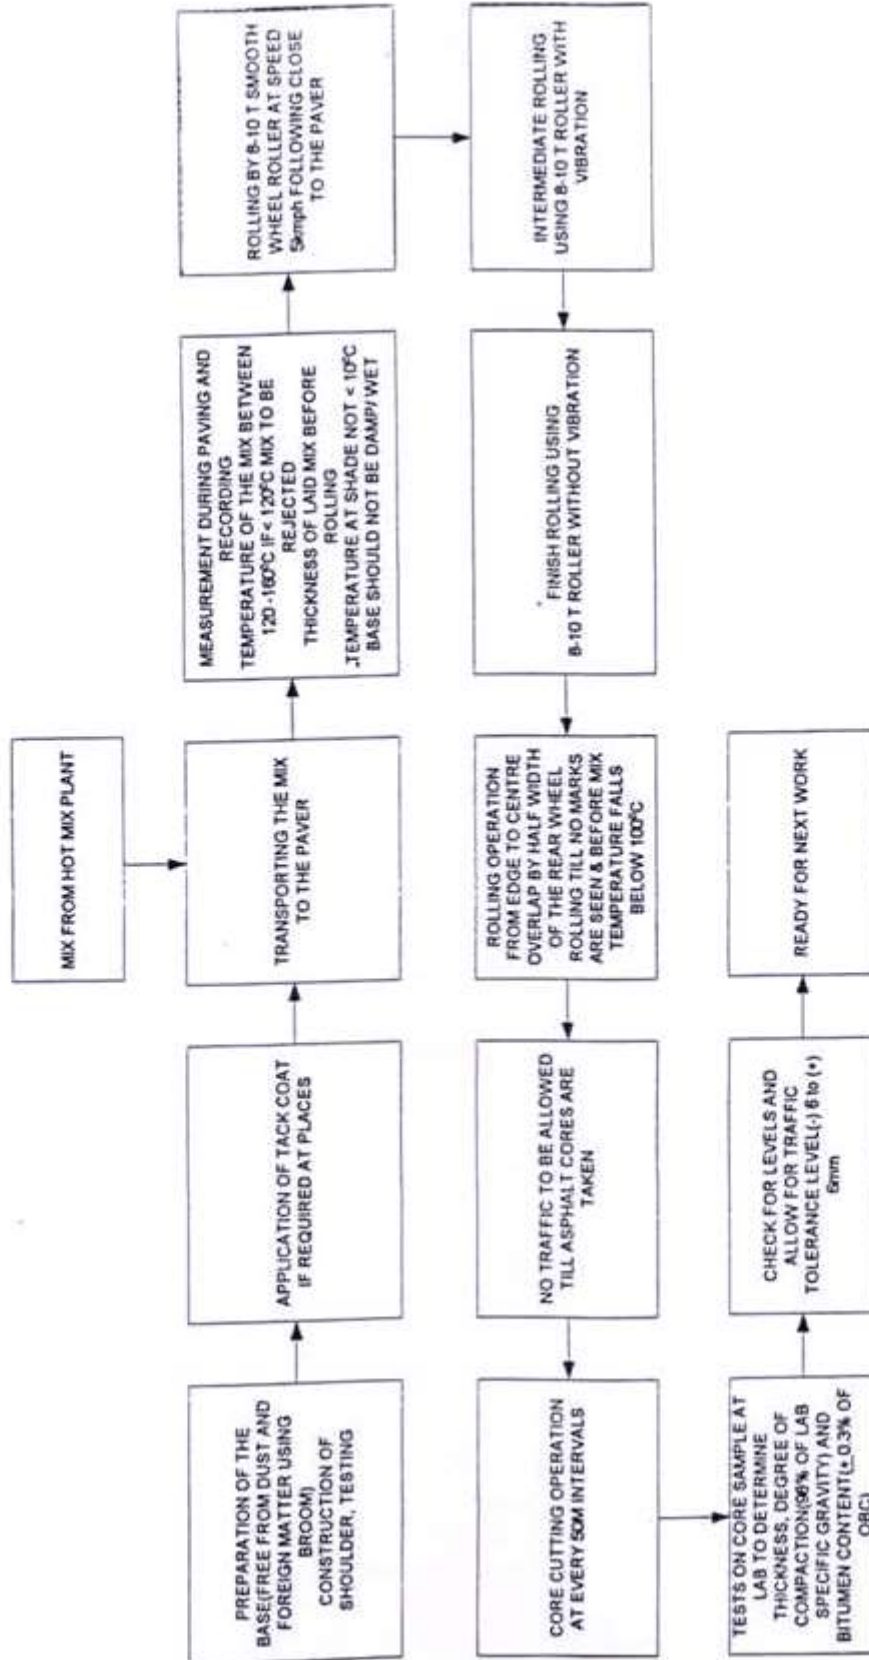 PREPARATION OF THE
BASE(FREE FROM DUST AND
FOREIGN MATTER USING
BROOM)
CONSTRUCTION OF
SHOULDER, TESTING
APPLICATION OF TACK COAT
IF REQUIRED AT PLACES
MIX FROM HOT MIX PLANT
TRANSPORTING THE MIX
TO THE PAVER
MEASUREMENT DURING PAVING AND
RECORDING
TEMPERATURE OF THE MIX BETWEEN
120 -160°C IF < 120°C MIX TO BE
REJECTED
THICKNESS OF LAID MIX BEFORE
ROLLING
TEMPERATURE AT SHADE NOT < 10°C
BASE SHOULD NOT BE DAMP/ WET
ROLLING BY 8-10 T SMOOTH
WHEEL ROLLER AT SPEED
5kmph FOLLOWING CLOSE
TO THE PAVER
INTERMEDIATE ROLLING
USING 8-10 T ROLLER WITH
VIBRATION
FINISH ROLLING USING
8-10 T ROLLER WITHOUT VIBRATION
ROLLING OPERATION
FROM EDGE TO CENTRE
OVERLAP BY HALF WIDTH
OF THE REAR WHEEL
ROLLING TILL NO MARKS
ARE SEEN & BEFORE MIX
TEMPERATURE FALLS
BELOW 100°C
NO TRAFFIC TO BE ALLOWED
TILL ASPHALT CORES ARE
TAKEN
CORE CUTTING OPERATION
AT EVERY 50M INTERVALS
TESTS ON CORE SAMPLE AT
LAB TO DETERMINE
THICKNESS, DEGREE OF
COMPACTION(98% OF LAB
SPECIFIC GRAVITY) AND
BITUMEN CONTENT(± 0.3% OF
OBC)
CHECK FOR LEVELS AND
ALLOW FOR TRAFFIC
TOLERANCE LEVEL(-) 6 to (+)
6mm
READY FOR NEXT WORK